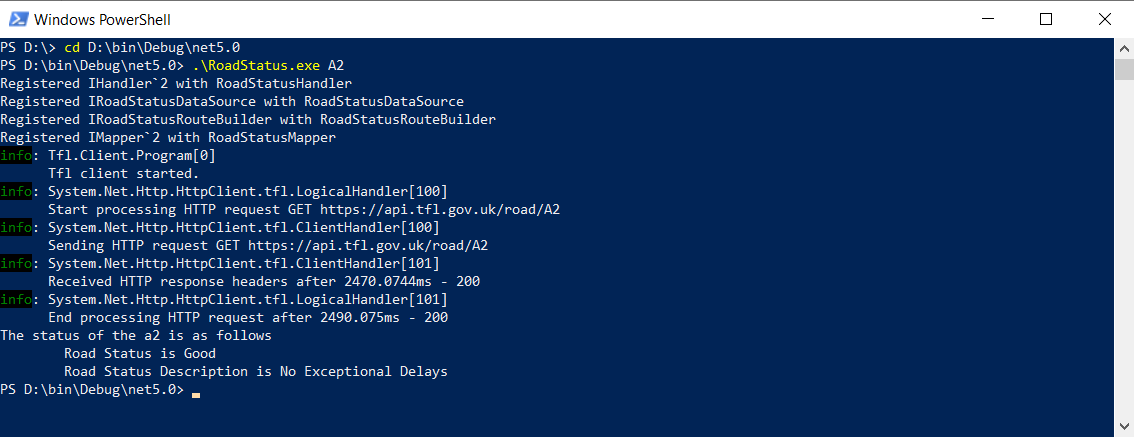 Windows PowerShell
PS D:\> cd D:\bin\Debug\net5.0
PS D:\bin\Debug\net5.0> .\RoadStatus.exe A2
Registered IHandler`2 with RoadStatusHandler
Registered IRoadStatusDataSource with RoadStatusDataSource
Registered IRoadStatusRouteBuilder with RoadStatusRouteBuilder
Registered IMapper`2 with RoadStatusMapper
info: Tfl.Client.Program[0]
      Tfl client started.
info: System.Net.Http.HttpClient.tfl.LogicalHandler[100]
      Start processing HTTP request GET https://api.tfl.gov.uk/road/A2
info: System.Net.Http.HttpClient.tfl.ClientHandler[100]
      Sending HTTP request GET https://api.tfl.gov.uk/road/A2
info: System.Net.Http.HttpClient.tfl.ClientHandler[101]
      Received HTTP response headers after 2470.0744ms - 200
info: System.Net.Http.HttpClient.tfl.LogicalHandler[101]
      End processing HTTP request after 2490.075ms - 200
The status of the a2 is as follows
        Road Status is Good
        Road Status Description is No Exceptional Delays
PS D:\bin\Debug\net5.0>